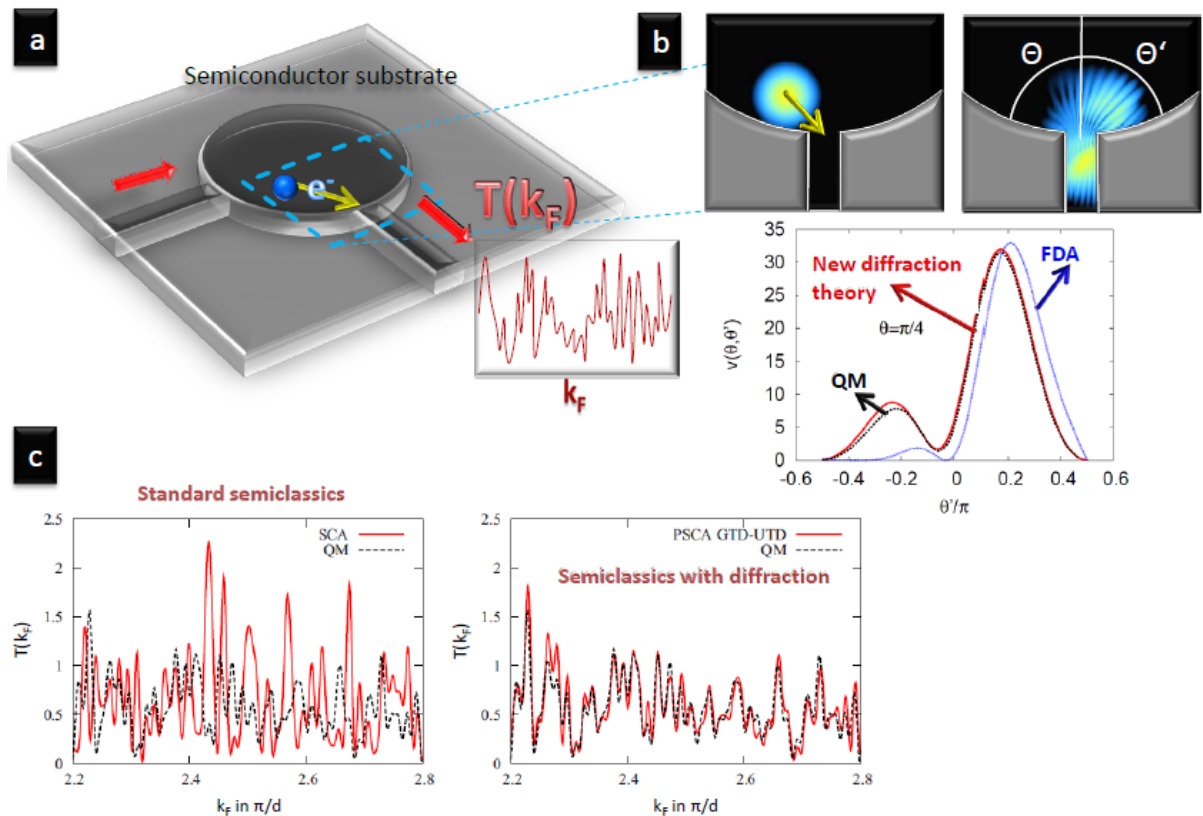 a
Semiconductor substrate
e-
T(k_F)
k_F
b
Θ
Θ‘
35
30
25
20
15
10
5
0
v(θ,θ')
New diffraction
theory
FDA
θ=π/4
QM
-0.6
-0.4
-0.2
0
0.2
0.4
0.6
θ'/π
c
Standard semiclassics
2.5
2
1.5
1
0.5
0
T(k_F)
SCA
QM
2.2
2.4
2.6
2.8
k_F in π/d
2.5
2
1.5
1
0.5
0
T(k_F)
PSCA GTD-UTD
QM
Semiclassics with diffraction
2.2
2.4
2.6
2.8
k_F in π/d